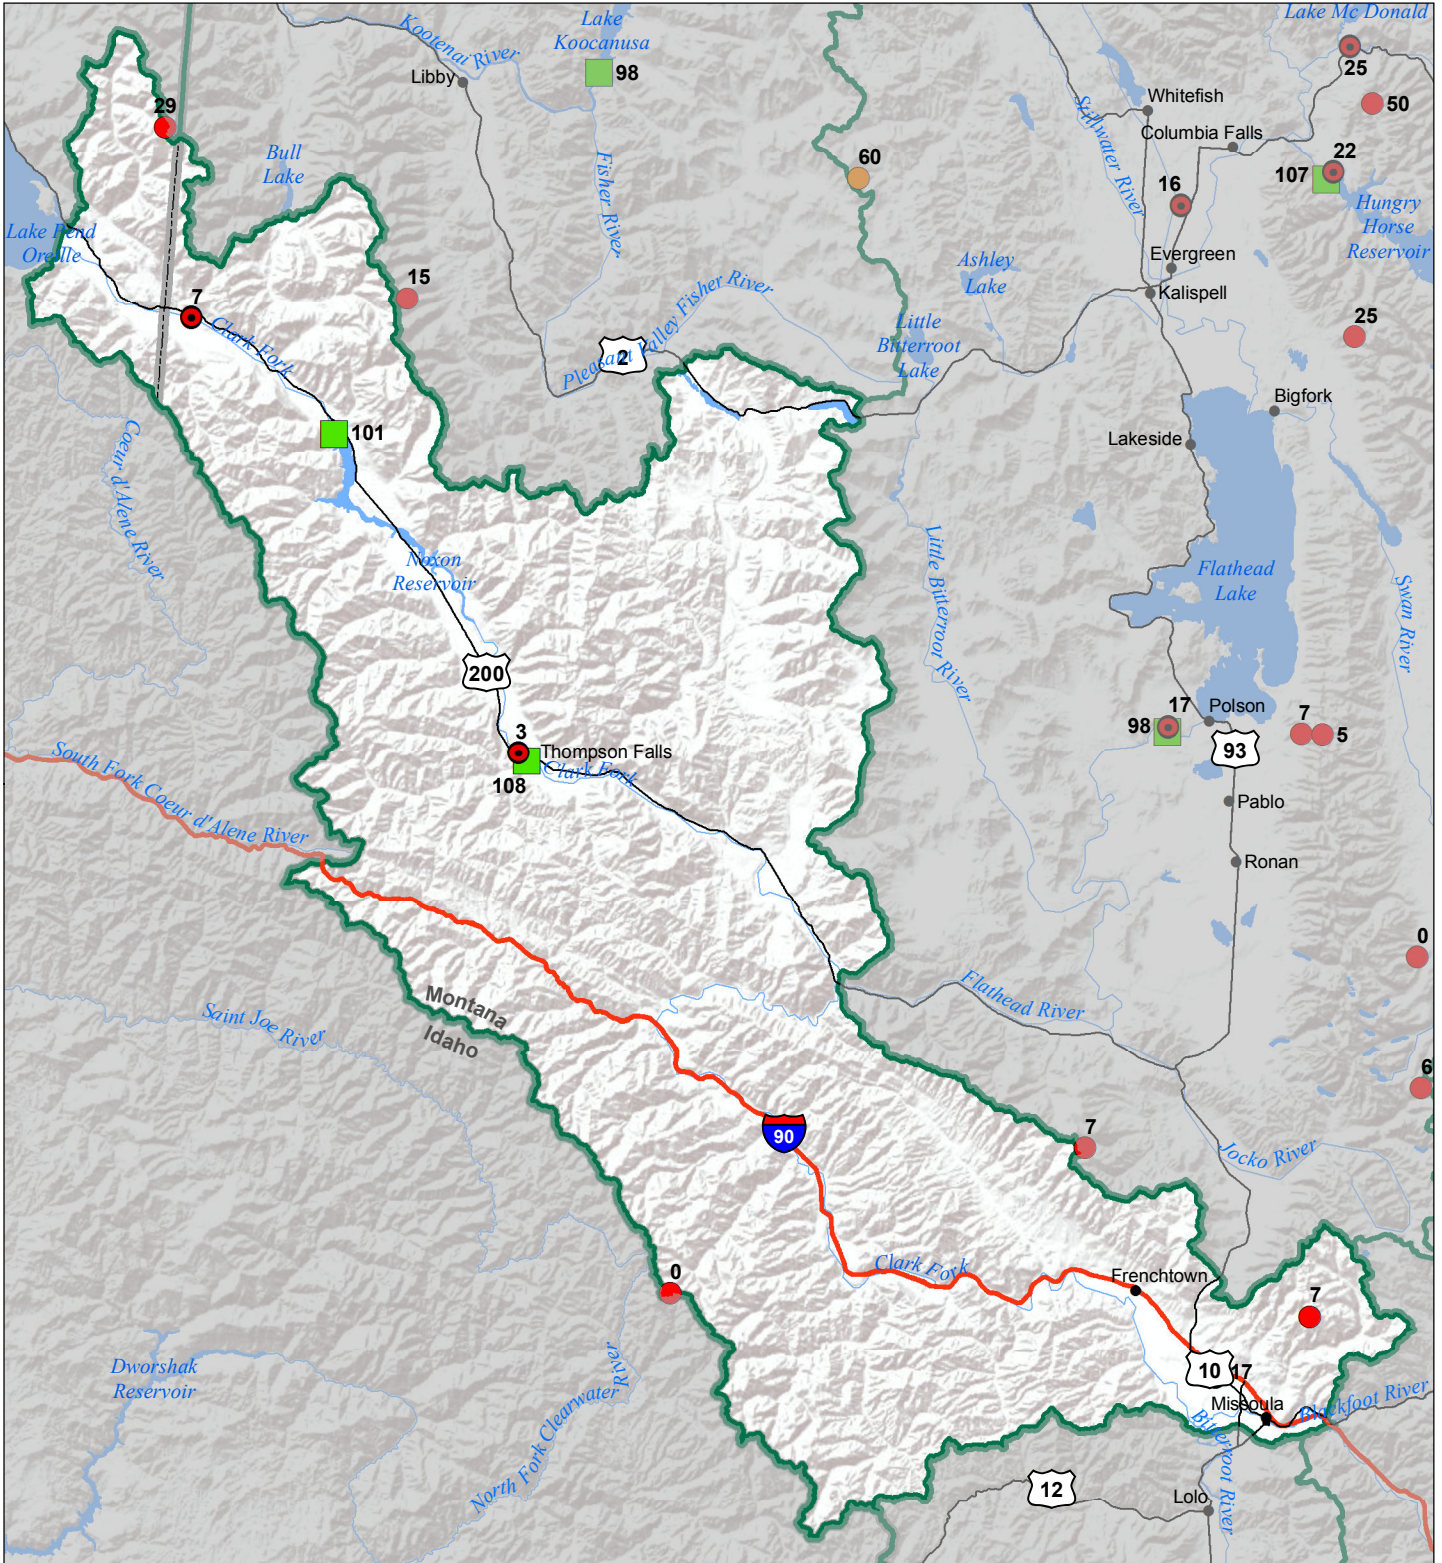 Lake Mc Donald
Lake
Koocanusa
98
Kootenai River
Libby
25
50
Whitefish
Columbia Falls
Stillwater River
29
Bull
Lake
Fisher River
60
22
107
16
Hungry
Horse
Reservoir
Lake Pend
Oreille
Evergreen
Ashley
Lake
Kalispell
15
7
Clark Fork
Pleasant Valley Fisher River
2
Little
Bitterroot
Lake
25
Bigfork
Lakeside
101
Coeur d'Alene River
Noxon
Reservoir
Little Bitterroot River
Flathead
Lake
Swan River
200
17
98
Polson
7
5
93
3
Thompson Falls
Clark Fork
108
South Fork Coeur d'Alene River
Pablo
Ronan
0
Flathead River
Montana
Idaho
Saint Joe River
6
90
7
Jocko River
Clark Fork
0
Frenchtown
7
10
17
Missoula
Blackfoot River
Bitterroot River
Dworshak
Reservoir
North Fork Clearwater
River
12
Lolo